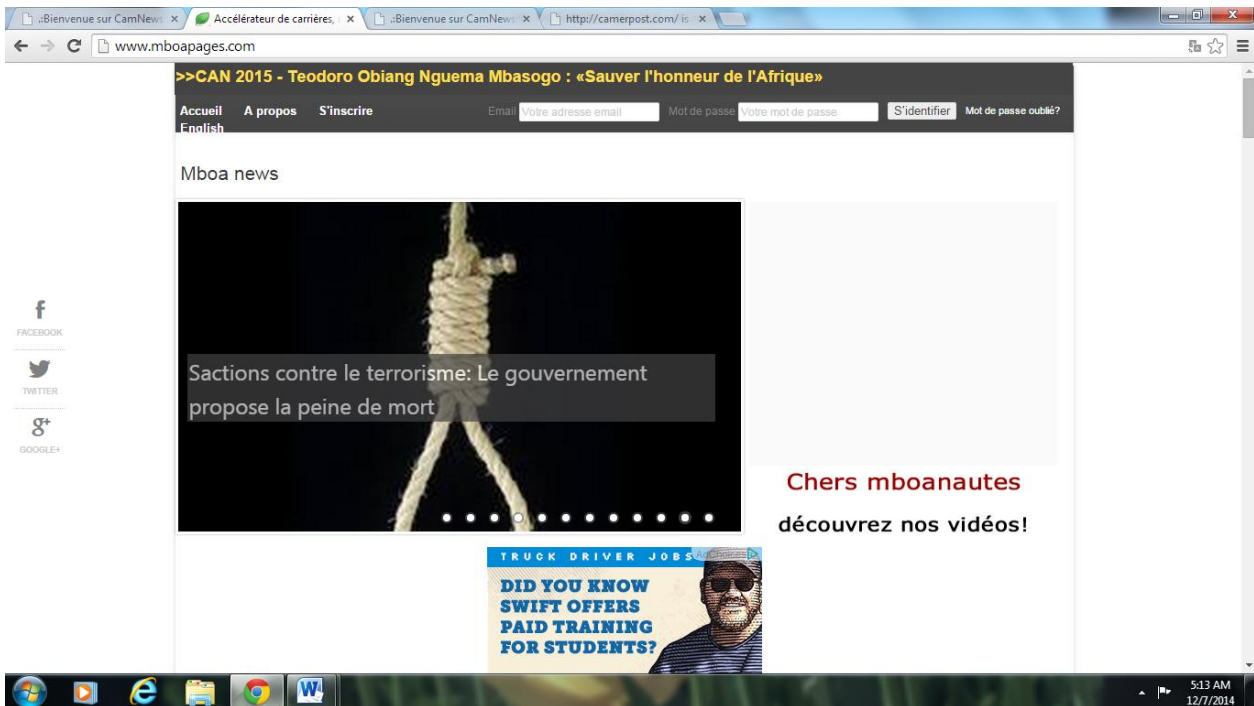 .:Bienvenue sur CamNews
Accélérateur de carrières,
.:Bienvenue sur CamNews
http://camerpost.com/ is
www.mboapages.com
>>CAN 2015 - Teodoro Obiang Nguema Mbasogo : «Sauver l'honneur de l'Afrique»
Accueil A propos S'inscrire Email Votre adresse email Mot de passe Votre mot de passe S'identifier Mot de passe oublié?
English
Mboa news
Sactions contre le terrorisme: Le gouvernement
propose la peine de mort
f
FACEBOOK
TWITTER
g+
GOOGLE+
Chers mboanautes
découvrez nos vidéos!
TRUCK DRIVER JOBS AdChoices
DID YOU KNOW
SWIFT OFFERS
PAID TRAINING
FOR STUDENTS?
5:13 AM
12/7/2014